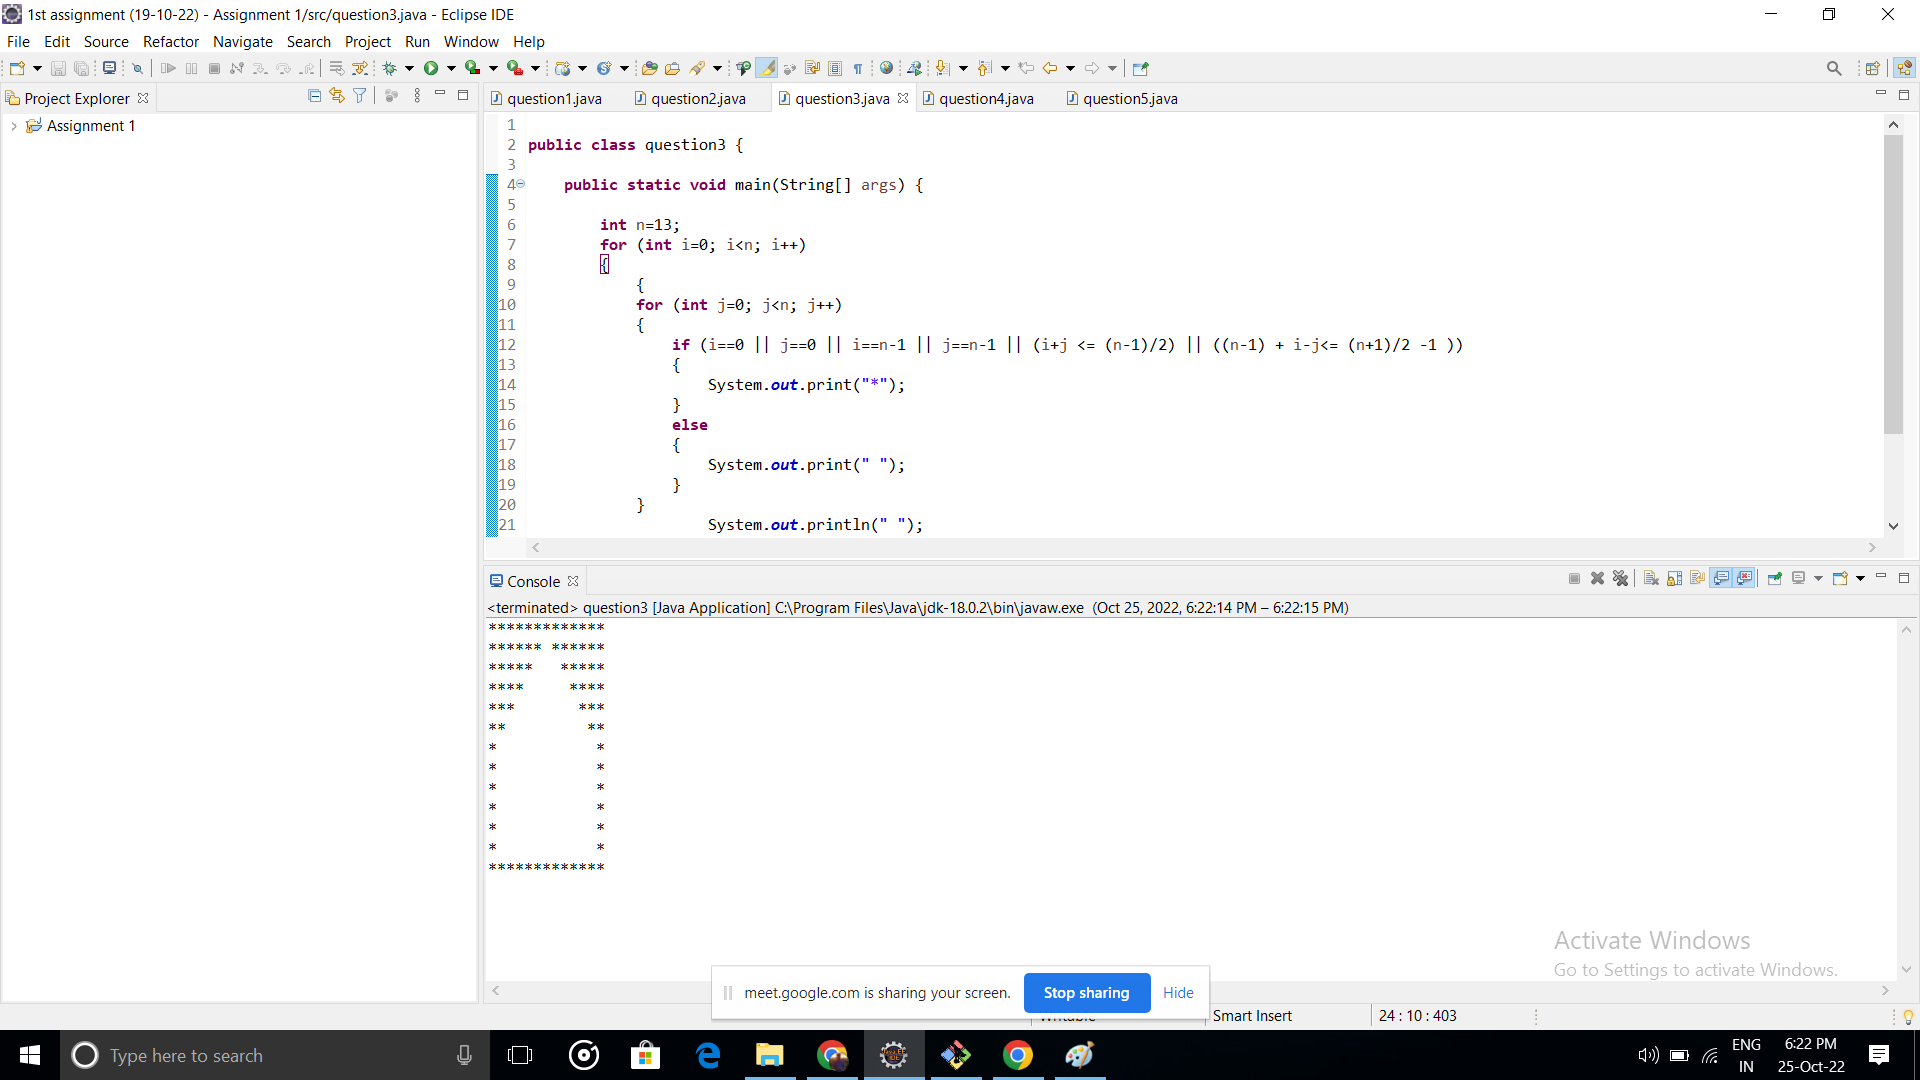 1st assignment (19-10-22) - Assignment 1/src/question3.java - Eclipse IDE
File Edit Source Refactor Navigate Search Project Run Window Help
Project Explorer
Assignment 1
question1.java question2.java question3.java question4.java question5.java
1
2 public class question3 {
3
4     public static void main(String[] args) {
5
6         int n=13;
7         for (int i=0; i<n; i++)
8         {
9             {
10             for (int j=0; j<n; j++)
11             {
12                 if (i==0 || j==0 || i==n-1 || j==n-1 || (i+j <= (n-1)/2) || ((n-1) + i-j<= (n+1)/2 -1 ))
13                 {
14                     System.out.print("*");
15                 }
16                 else
17                 {
18                     System.out.print(" ");
19                 }
20             }
21                     System.out.println(" ");
Console
<terminated> question3 [Java Application] C:\Program Files\Java\jdk-18.0.2\bin\javaw.exe (Oct 25, 2022, 6:22:14 PM – 6:22:15 PM)
*************
****** ******
*****   *****
****     ****
***       ***
**         **
*           *
*           *
*           *
*           *
*           *
*           *
*************
Activate Windows
Go to Settings to activate Windows.
meet.google.com is sharing your screen. Stop sharing Hide
Writable Smart Insert 24 : 10 : 403
Type here to search
ENG 6:22 PM
IN 25-Oct-22